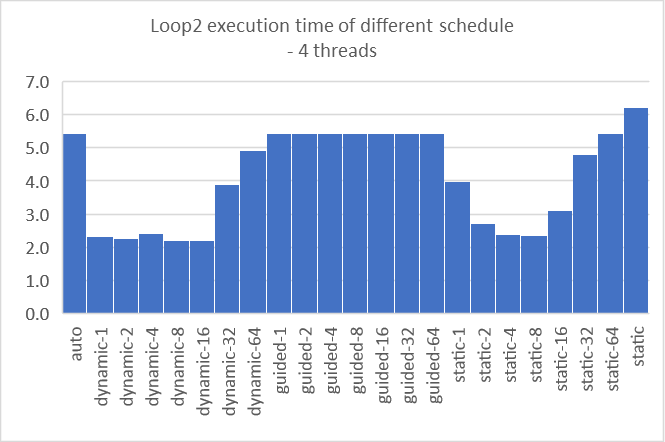 Loop2 execution time of different schedule
- 4 threads
7.0
6.0
5.0
4.0
3.0
2.0
1.0
0.0
auto
dynamic-1
dynamic-2
dynamic-4
dynamic-8
dynamic-16
dynamic-32
dynamic-64
guided-1
guided-2
guided-4
guided-8
guided-16
guided-32
guided-64
static-1
static-2
static-4
static-8
static-16
static-32
static-64
static